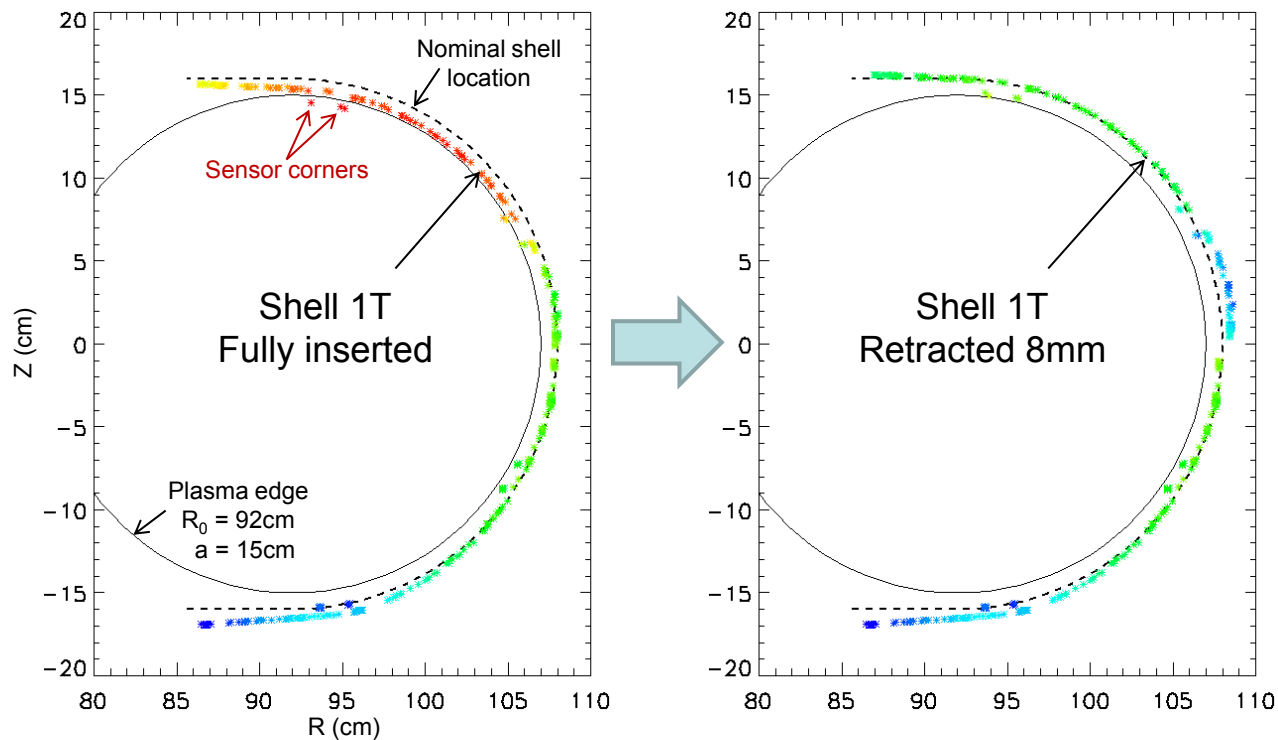 20
15
10
5
0
−5
−10
−15
−20
Z (cm)
80
85
90
95
100
105
110
R (cm)
Nominal shell
location
Sensor corners
Shell 1T
Fully inserted
Plasma edge
R₀ = 92cm
a = 15cm
20
15
10
5
0
−5
−10
−15
−20
80
85
90
95
100
105
110
Shell 1T
Retracted 8mm